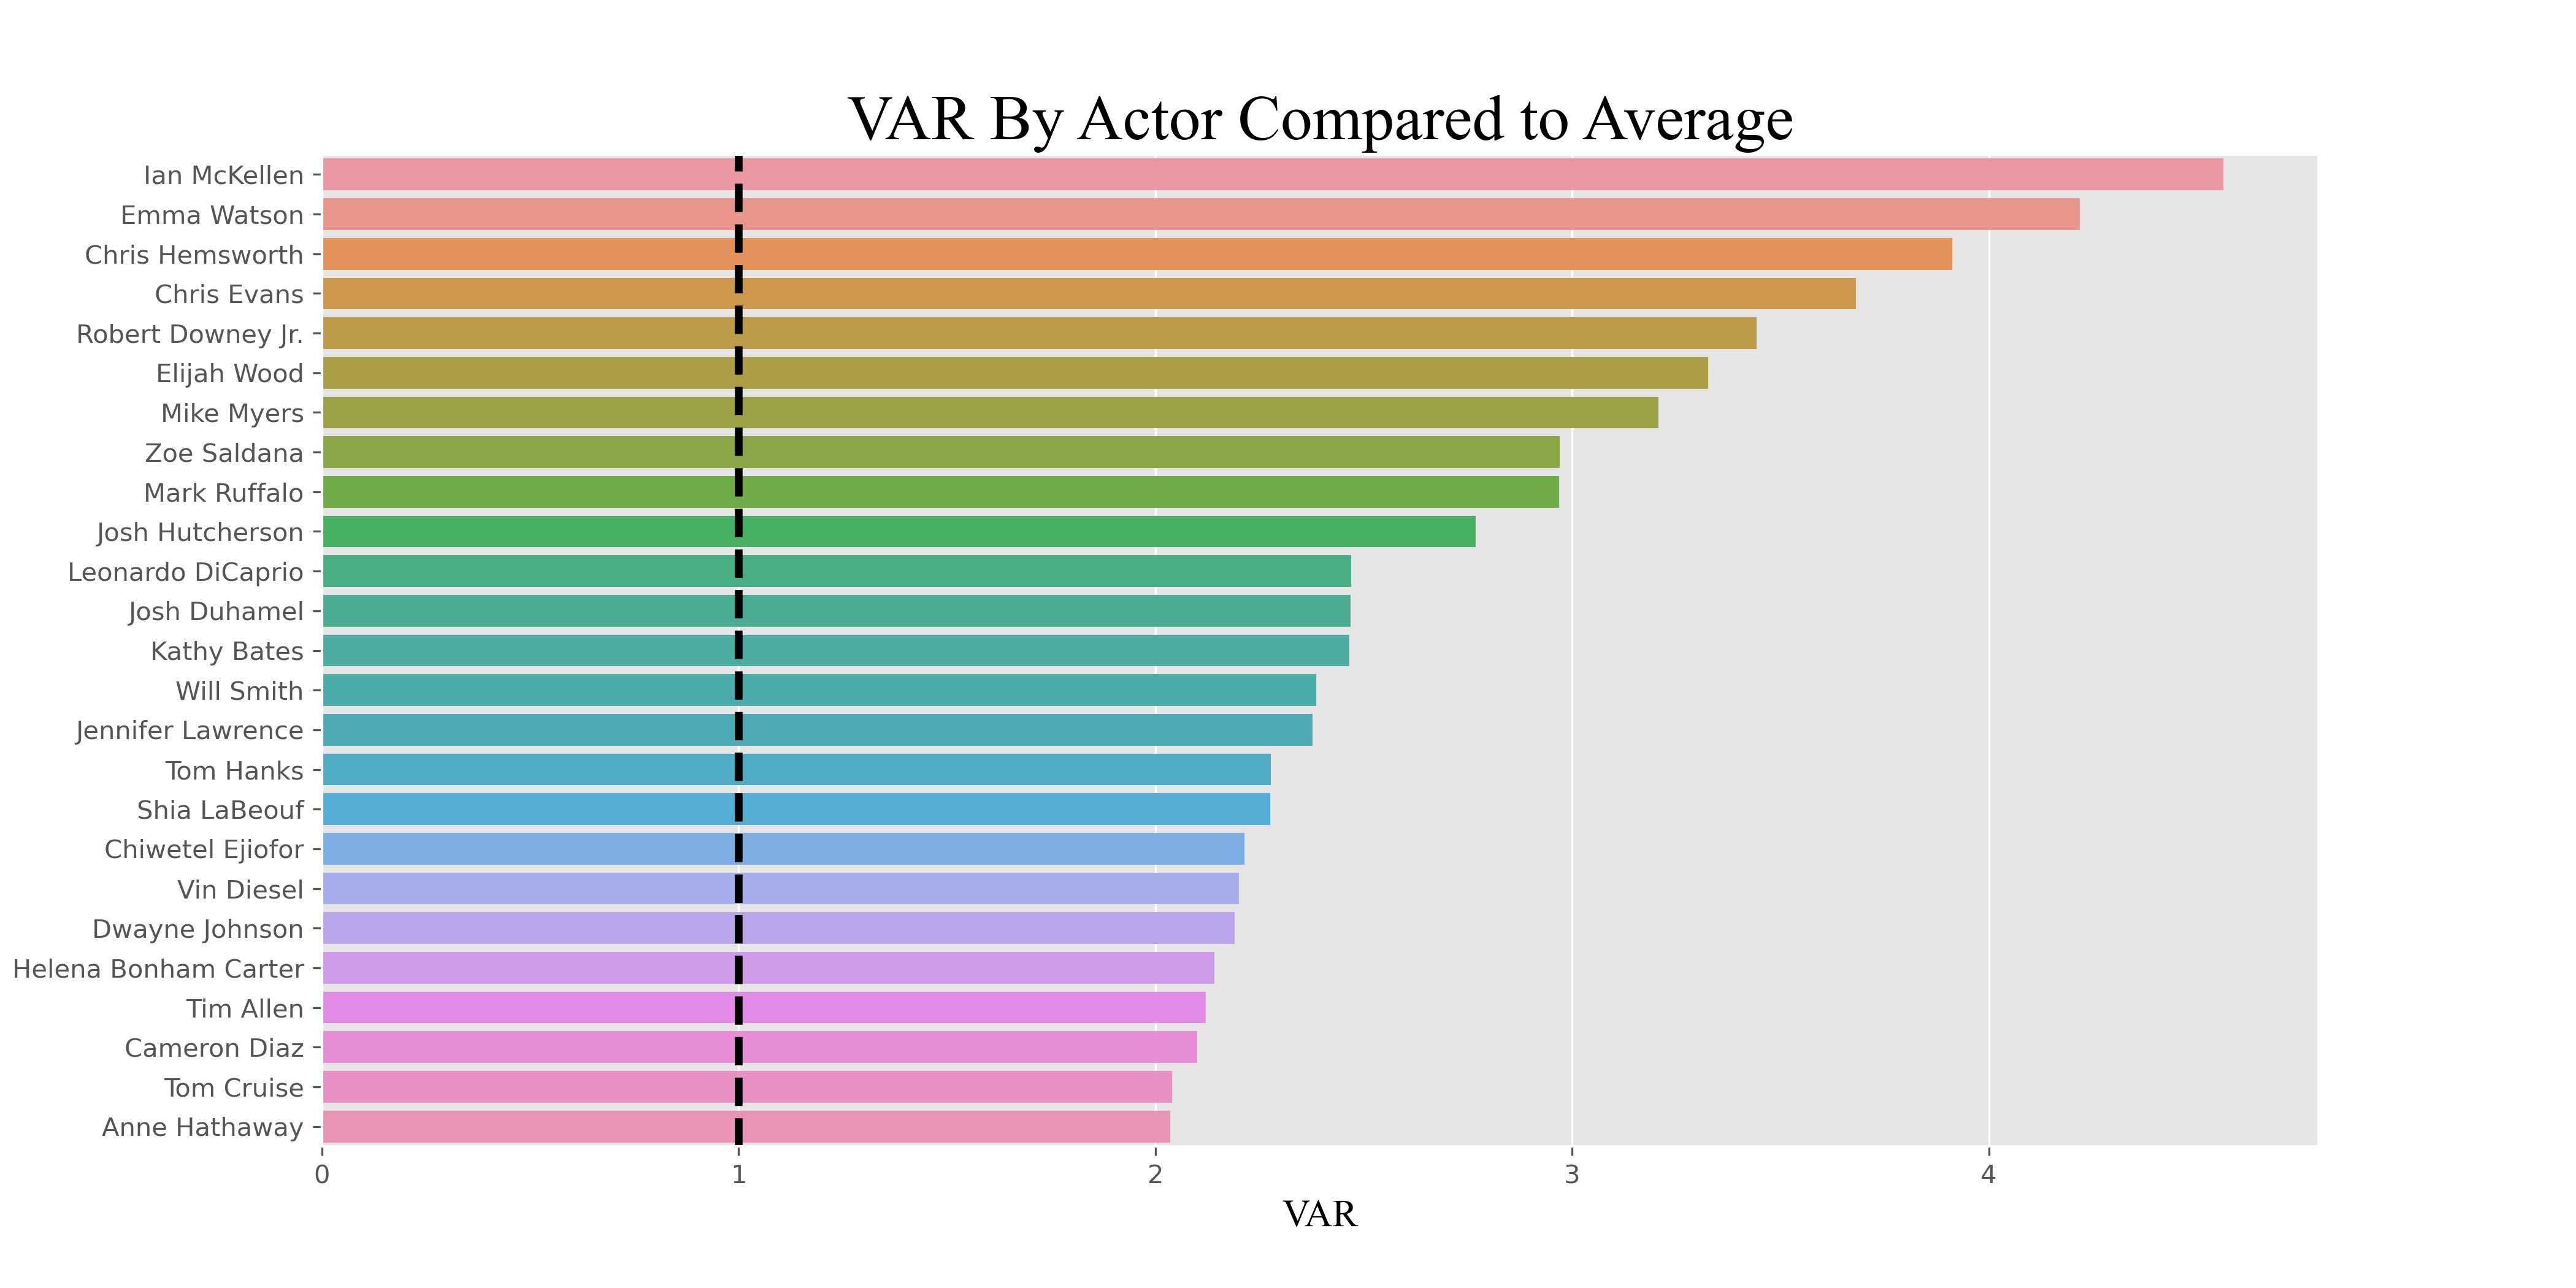 VAR By Actor Compared to Average
Ian McKellen
Emma Watson
Chris Hemsworth
Chris Evans
Robert Downey Jr.
Elijah Wood
Mike Myers
Zoe Saldana
Mark Ruffalo
Josh Hutcherson
Leonardo DiCaprio
Josh Duhamel
Kathy Bates
Will Smith
Jennifer Lawrence
Tom Hanks
Shia LaBeouf
Chiwetel Ejiofor
Vin Diesel
Dwayne Johnson
Helena Bonham Carter
Tim Allen
Cameron Diaz
Tom Cruise
Anne Hathaway
0 1 2 3 4
VAR